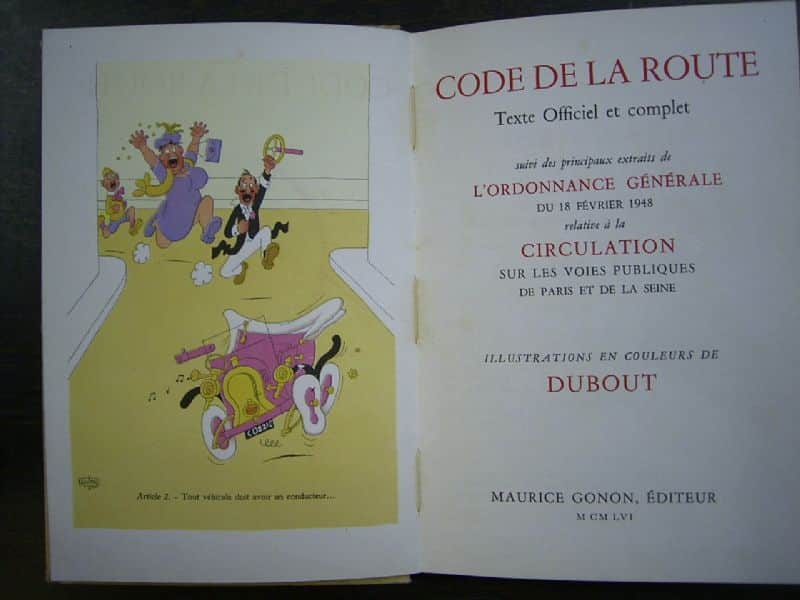 Article 2. - Tout véhicule doit avoir un conducteur...
CODE DE LA ROUTE
Texte Officiel et complet
suivi des principaux extraits de
L'ORDONNANCE GÉNÉRALE
DU 18 FÉVRIER 1948
relative à la
CIRCULATION
SUR LES VOIES PUBLIQUES
DE PARIS ET DE LA SEINE
ILLUSTRATIONS EN COULEURS DE
DUBOUT
MAURICE GONON, ÉDITEUR
M CM LVI